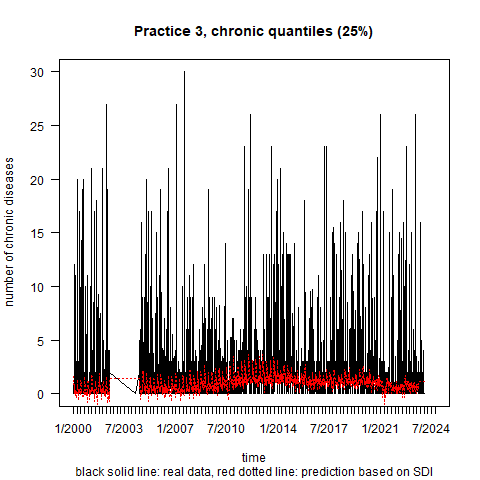 Practice 3, chronic quantiles (25%)
number of chronic diseases
30
25
20
15
10
5
0
1/2000 7/2003 1/2007 7/2010 1/2014 7/2017 1/2021 7/2024
time
black solid line: real data, red dotted line: prediction based on SDI